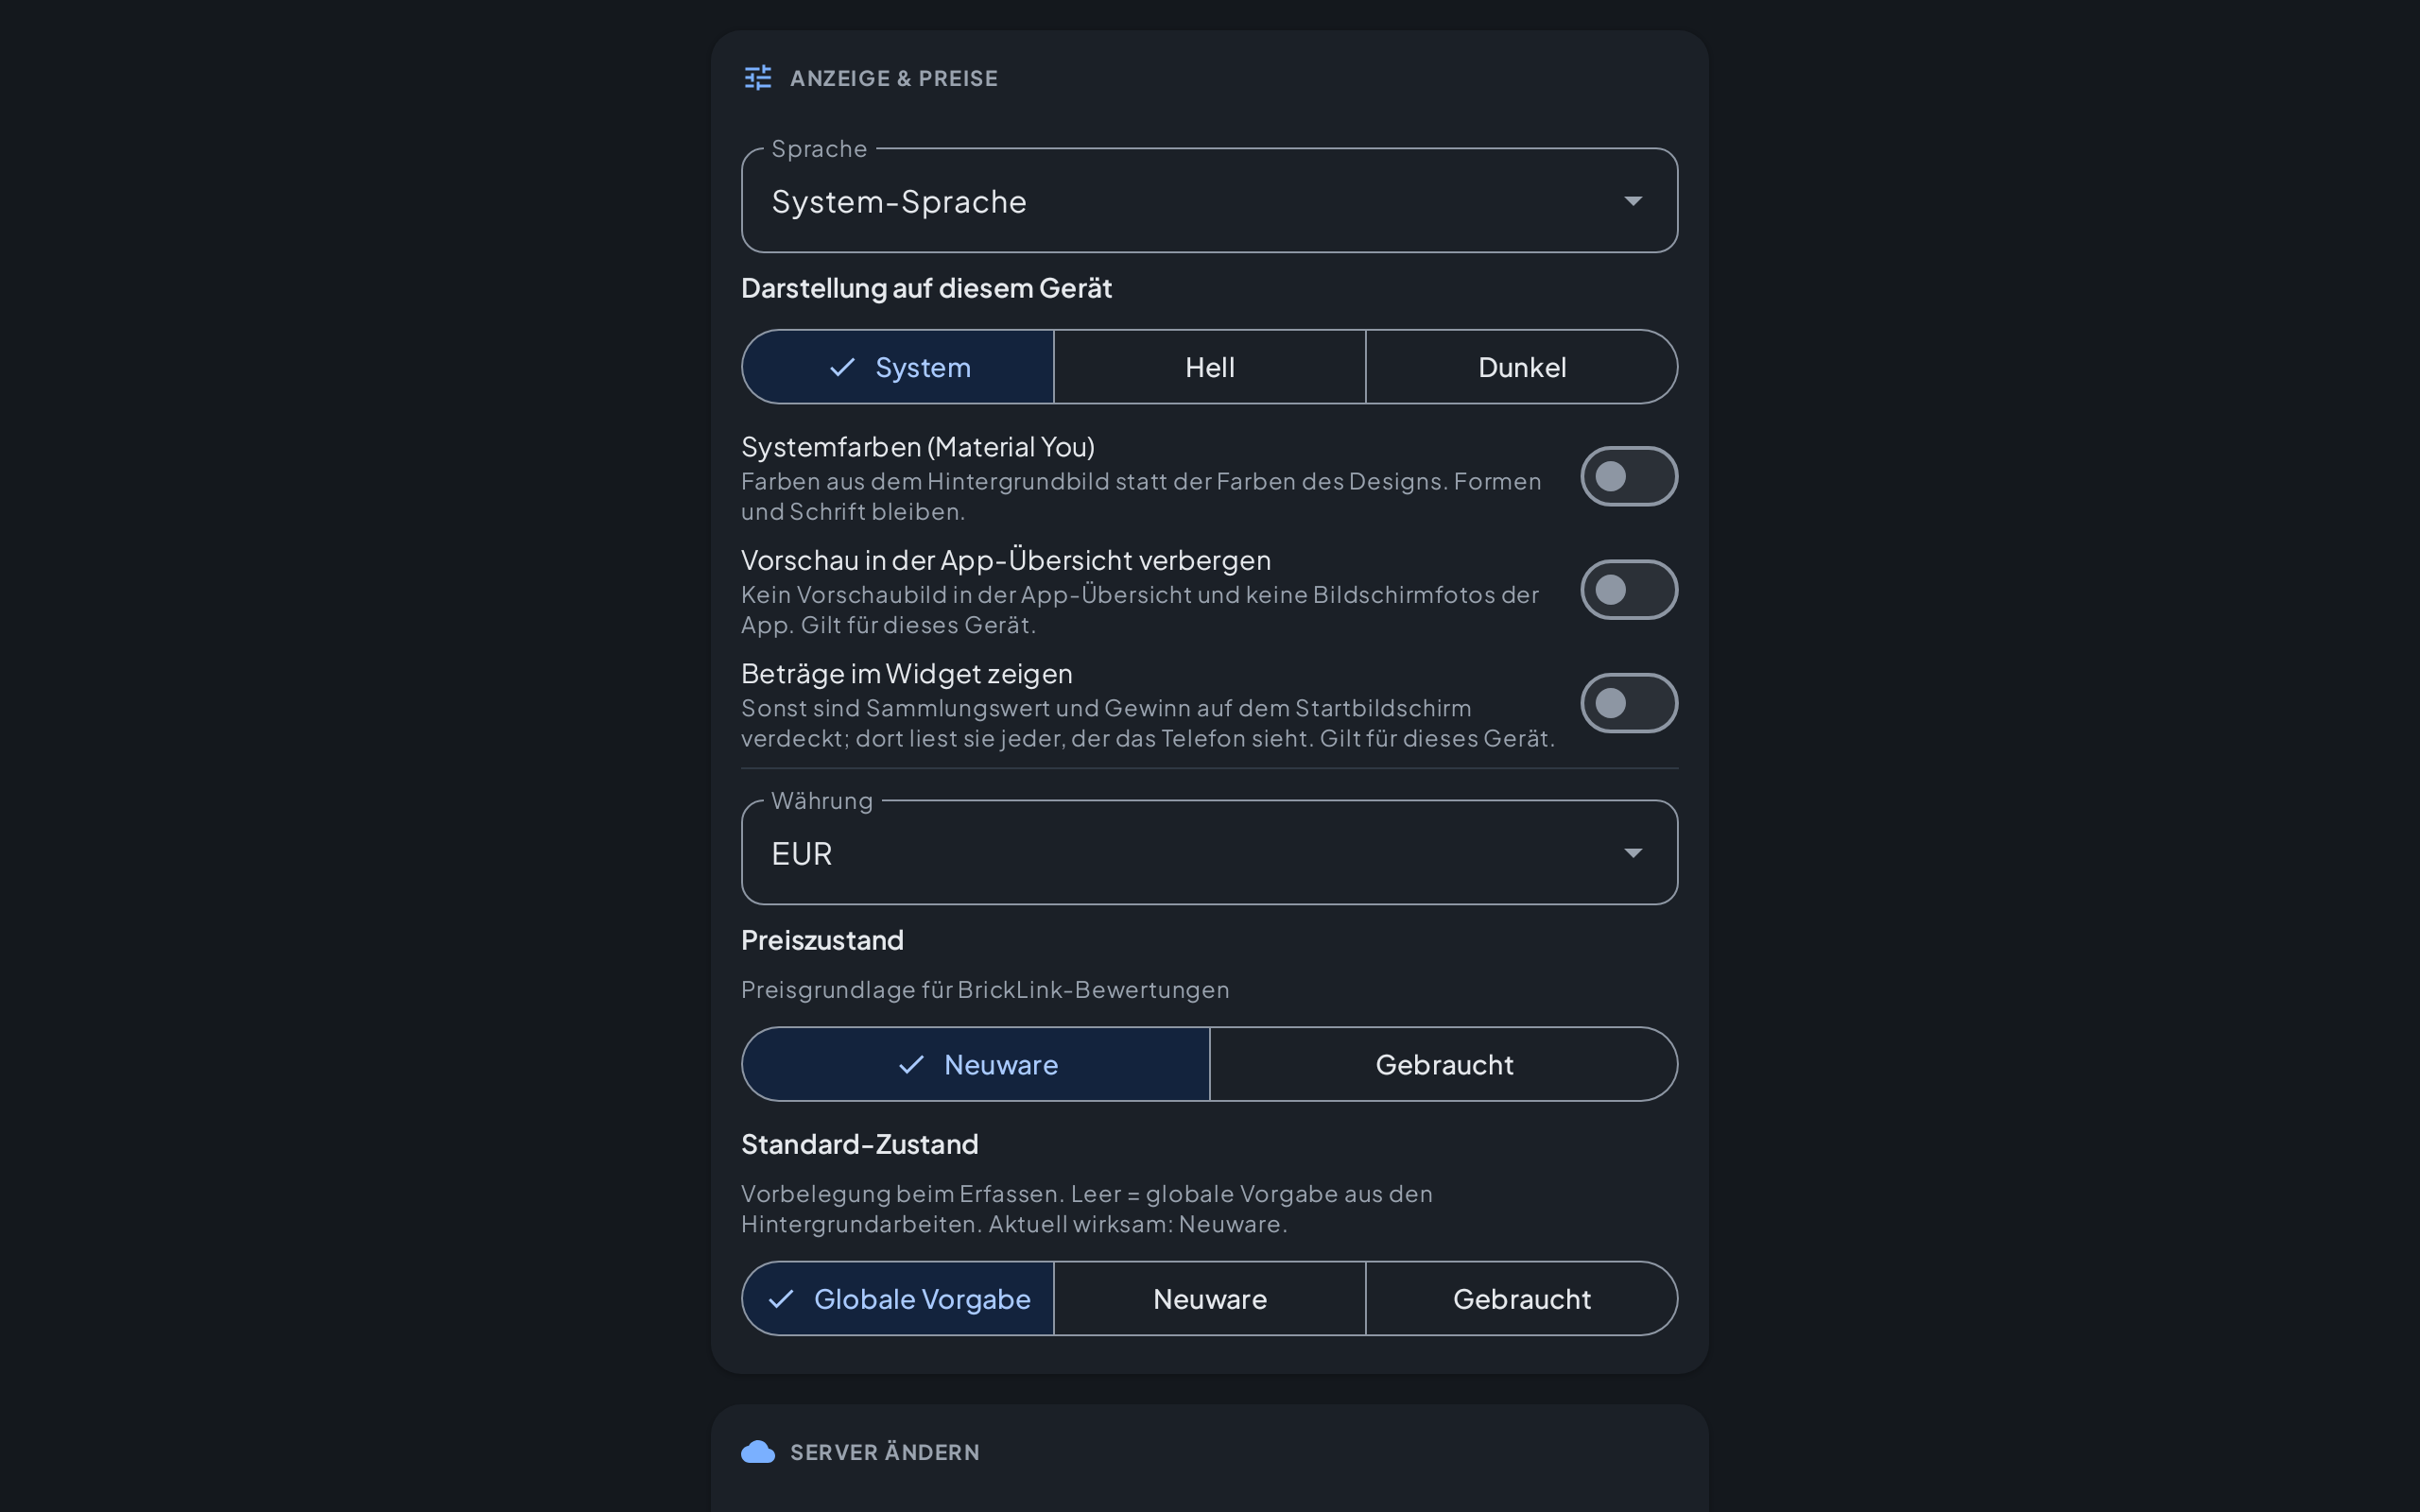 ANZEIGE & PREISE
Sprache
System-Sprache
Darstellung auf diesem Gerät
System
Hell
Dunkel
Systemfarben (Material You)
Farben aus dem Hintergrundbild statt der Farben des Designs. Formen
und Schrift bleiben.
Vorschau in der App-Übersicht verbergen
Kein Vorschaubild in der App-Übersicht und keine Bildschirmfotos der
App. Gilt für dieses Gerät.
Beträge im Widget zeigen
Sonst sind Sammlungswert und Gewinn auf dem Startbildschirm
verdeckt; dort liest sie jeder, der das Telefon sieht. Gilt für dieses Gerät.
Währung
EUR
Preiszustand
Preisgrundlage für BrickLink-Bewertungen
Neuware
Gebraucht
Standard-Zustand
Vorbelegung beim Erfassen. Leer = globale Vorgabe aus den
Hintergrundarbeiten. Aktuell wirksam: Neuware.
Globale Vorgabe
Neuware
Gebraucht
SERVER ÄNDERN